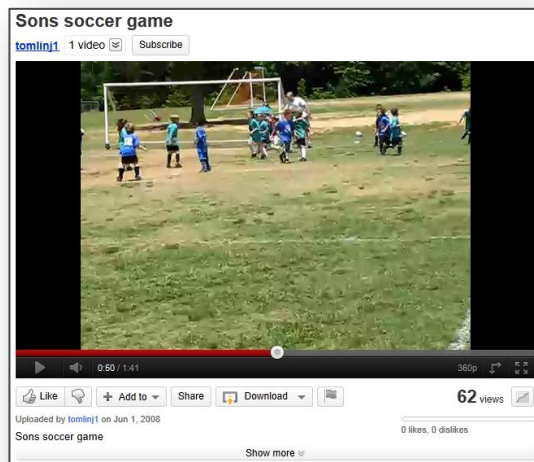 Sons soccer game
tomlinj1 1 video Subscribe
0:50 / 1:41 360p
Like Add to Share Download 62 views
Uploaded by tomlinj1 on Jun 1, 2008
0 likes, 0 dislikes
Sons soccer game
Show more